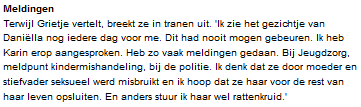 Meldingen
Terwijl Grietje vertelt, breekt ze in tranen uit. 'Ik zie het gezichtje van
Daniëlla nog iedere dag voor me. Dit had nooit mogen gebeuren. Ik heb
Karin erop aangesproken. Heb zo vaak meldingen gedaan. Bij Jeugdzorg,
meldpunt kindermishandeling, bij de politie. Ik denk dat ze door moeder en
stiefvader seksueel werd misbruikt en ik hoop dat ze haar voor de rest van
haar leven opsluiten. En anders stuur ik haar wel rattenkruid.'